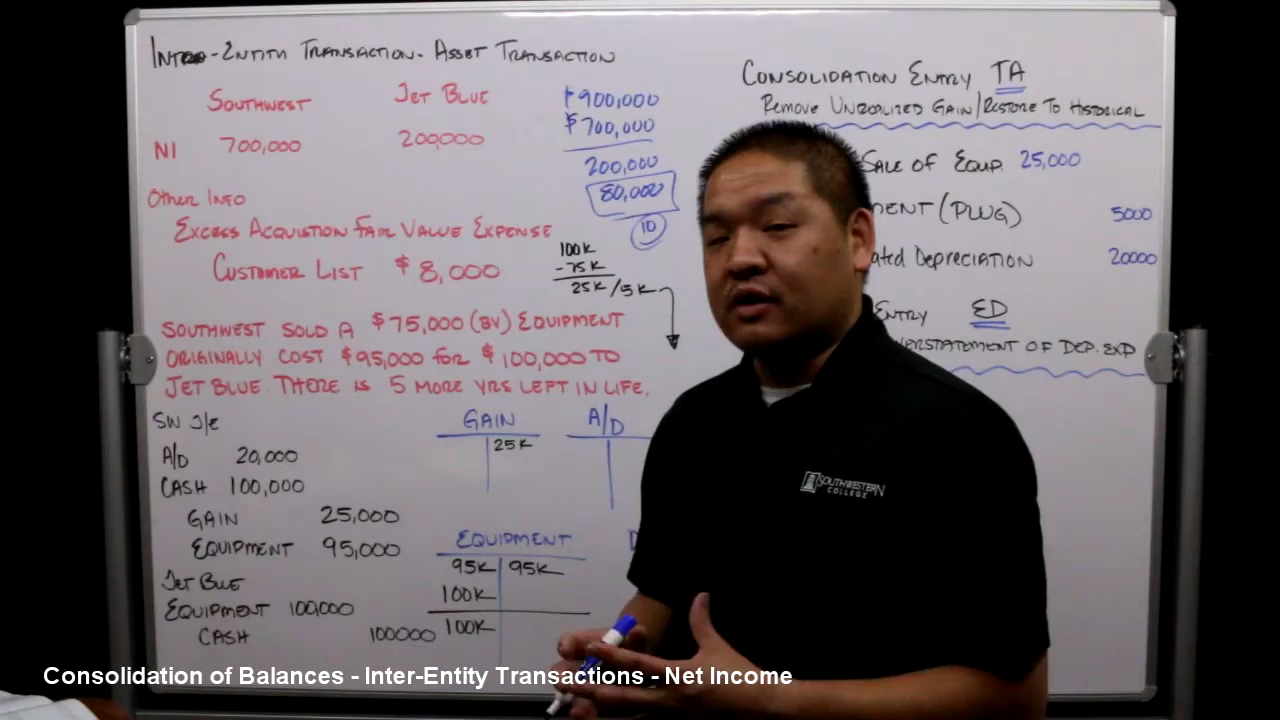 INTRA-ENTITY TRANSACTION - ASSET TRANSACTION
SOUTHWEST JET BLUE
NI 700,000 200,000
$900,000
$700,000
200,000
80,000
10
OTHER INFO
EXCESS ACQUISTION FAIR VALUE EXPENSE
CUSTOMER LIST $8,000
100K
-75K
25K/5K
SOUTHWEST SOLD A $75,000 (BV) EQUIPMENT
ORIGINALLY COST $95,000 FOR $100,000 TO
JET BLUE THERE IS 5 MORE YRS LEFT IN LIFE.
SW J/E
A/D 20,000
CASH 100,000
GAIN 25,000
EQUIPMENT 95,000
JET BLUE
EQUIPMENT 100,000
CASH 100000
GAIN
25K
A/D
EQUIPMENT
95K 95K
100K
100K
CONSOLIDATION ENTRY TA
REMOVE UNREALIZED GAIN/RESTORE TO HISTORICAL
SALE OF EQUIP. 25,000
MENT (PLUG) 5000
ATED DEPRECIATION 20000
ENTRY ED
ERSTATEMENT OF DEP. EXP
SOUTHWESTERN
COLLEGE
Consolidation of Balances - Inter-Entity Transactions - Net Income